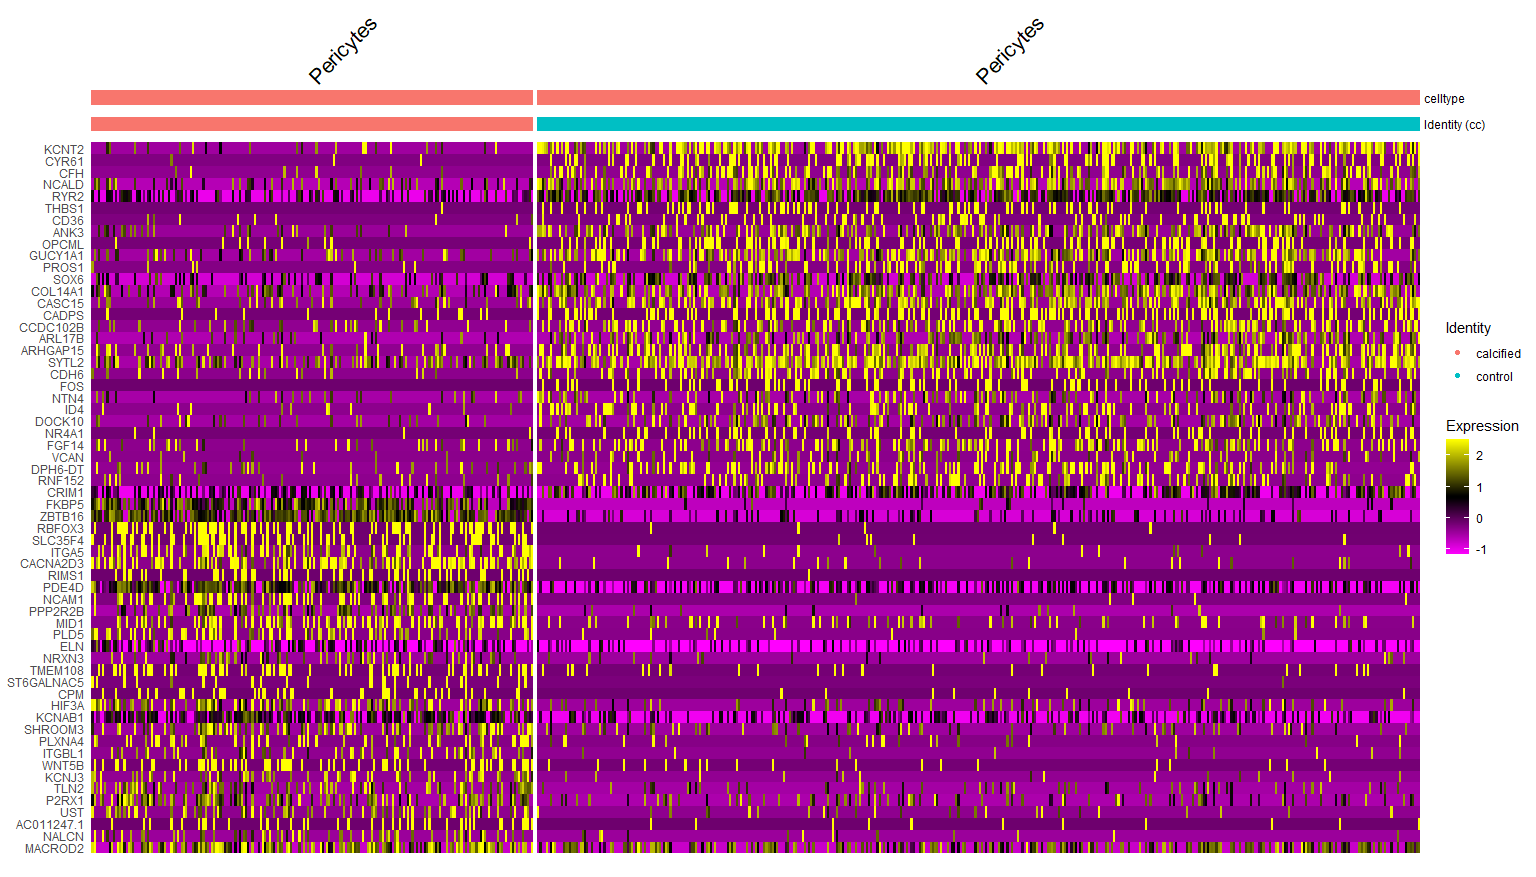 Pericytes
Pericytes
celltype
Identity (cc)
KCNT2
CYR61
CFH
NCALD
RYR2
THBS1
CD36
ANK3
OPCML
GUCY1A1
PROS1
SOX6
COL14A1
CASC15
CADPS
CCDC102B
ARL17B
ARHGAP15
SYTL2
CDH6
FOS
NTN4
ID4
DOCK10
NR4A1
FGF14
VCAN
DPH6-DT
RNF152
CRIM1
FKBP5
ZBTB16
RBFOX3
SLC35F4
ITGA5
CACNA2D3
RIMS1
PDE4D
NCAM1
PPP2R2B
MID1
PLD5
ELN
NRXN3
TMEM108
ST6GALNAC5
CPM
HIF3A
KCNAB1
SHROOM3
PLXNA4
ITGBL1
WNT5B
KCNJ3
TLN2
P2RX1
UST
AC011247.1
NALCN
MACROD2
Identity
calcified
control
Expression
2
1
0
-1